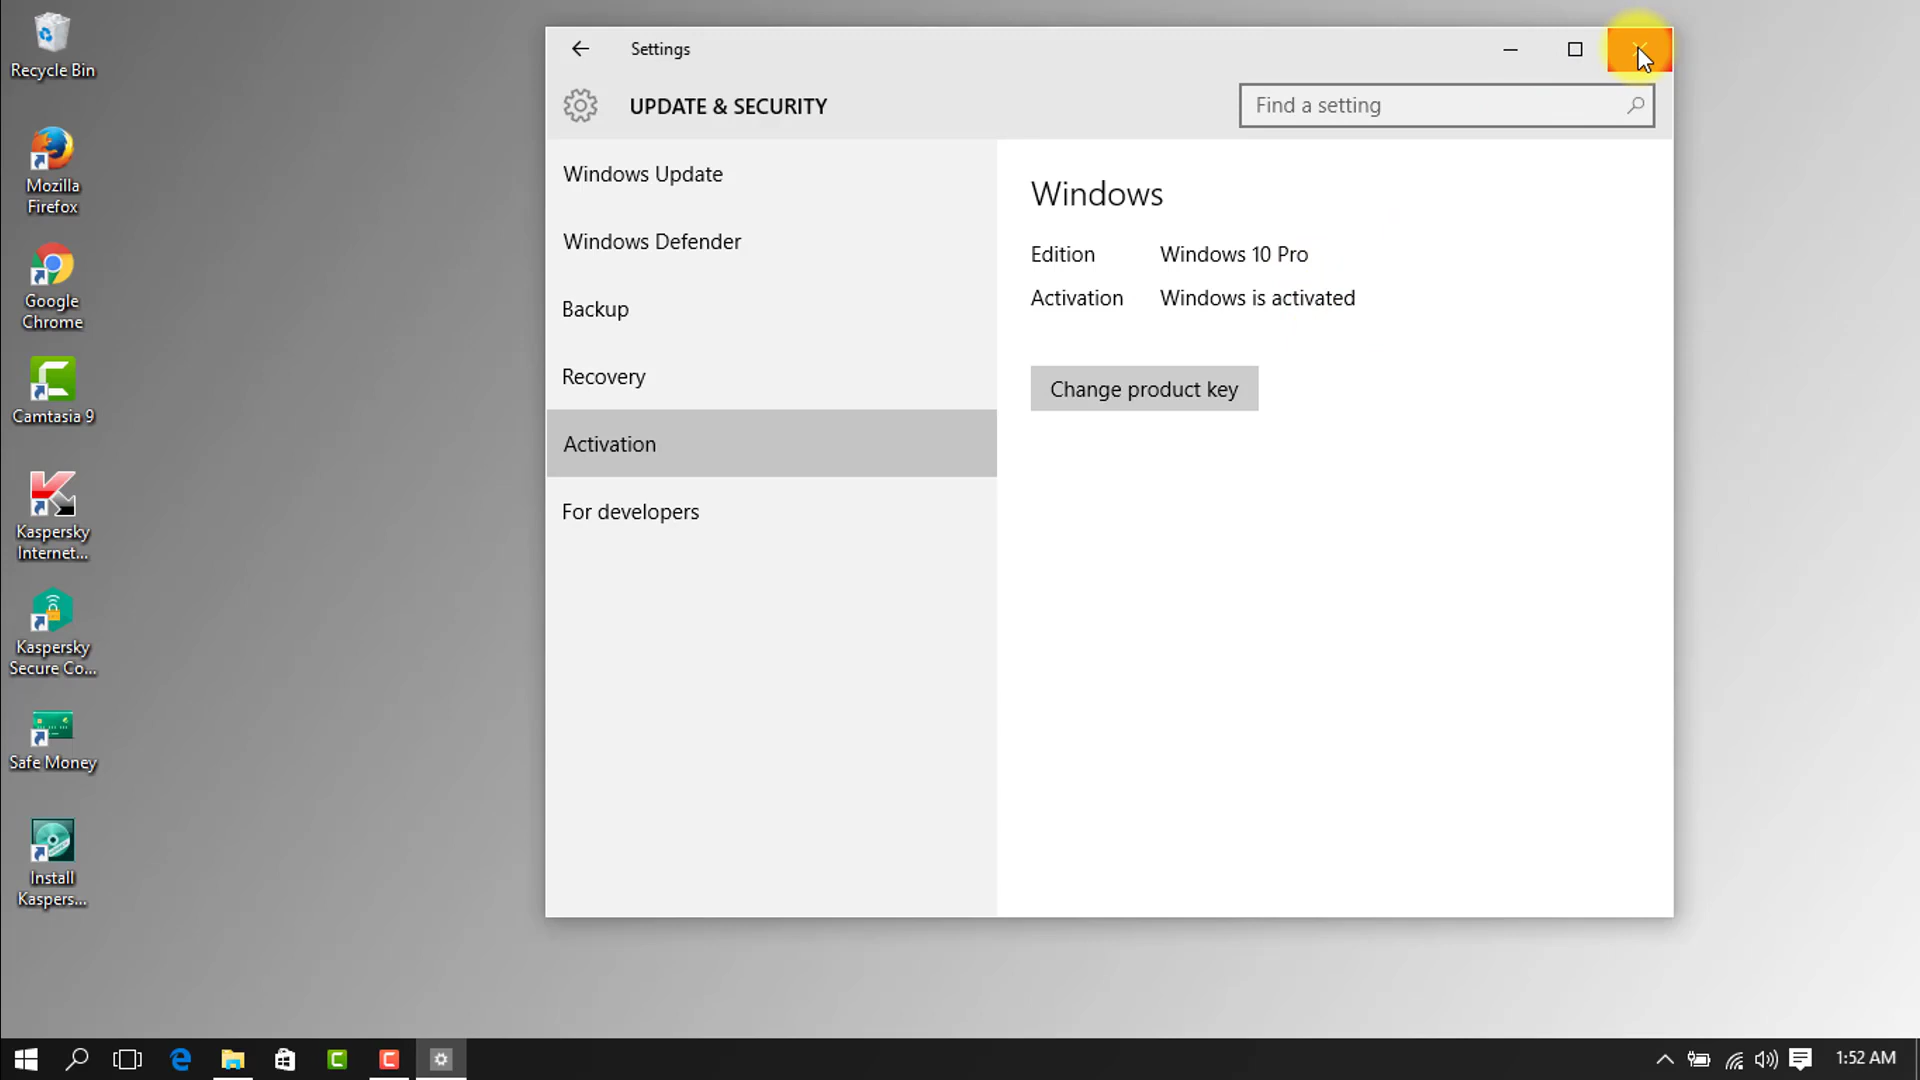 Recycle Bin
Mozilla
Firefox
Google
Chrome
Camtasia 9
Kaspersky
Internet...
Kaspersky
Secure Co...
Safe Money
Install
Kaspers...
Settings
UPDATE & SECURITY
Find a setting
Windows Update
Windows Defender
Backup
Recovery
Activation
For developers
Windows
Edition Windows 10 Pro
Activation Windows is activated
Change product key
1:52 AM